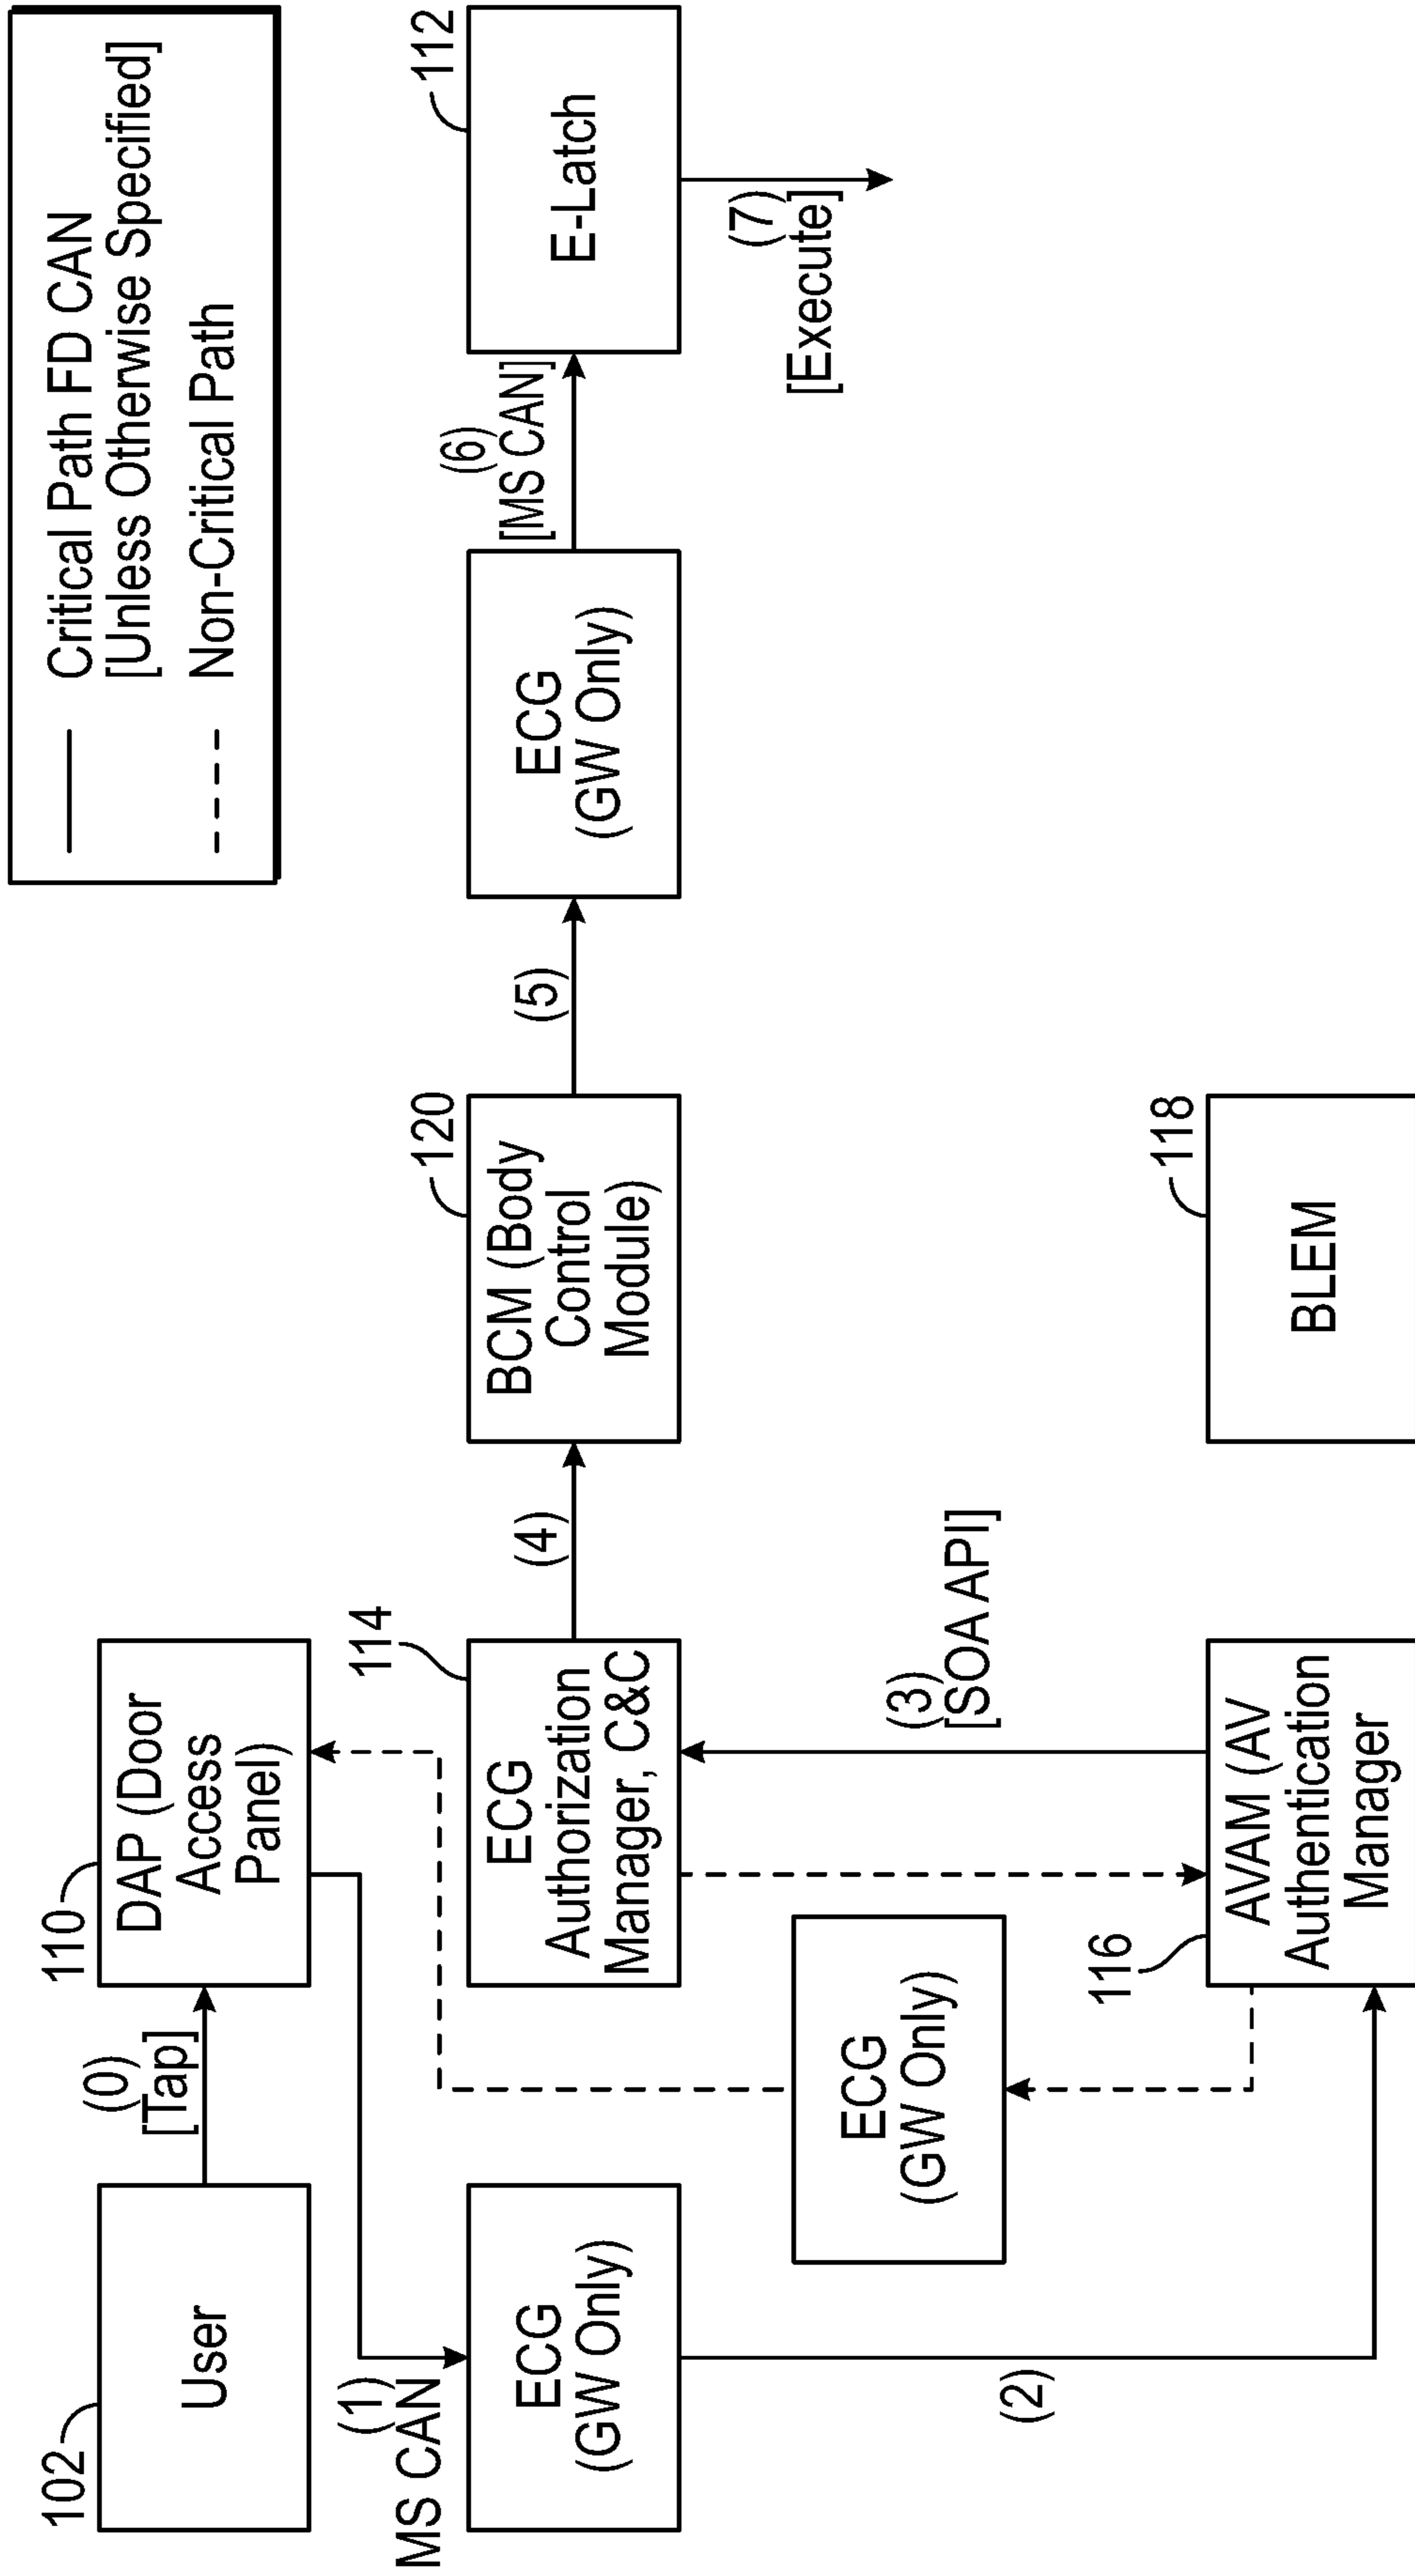 Critical Path FD CAN
[Unless Otherwise Specified]
Non-Critical Path
102
User
(0)
[Tap]
110
DAP (Door
Access
Panel)
(1)
MS CAN
ECG
(GW Only)
114
ECG
Authorization
Manager, C&C
(4)
120
BCM (Body
Control
Module)
(5)
ECG
(GW Only)
(6)
[MS CAN]
112
E-Latch
(7)
[Execute]
(2)
ECG
(GW Only)
(3)
[SOA API]
116
AVAM (AV
Authentication
Manager
118
BLEM